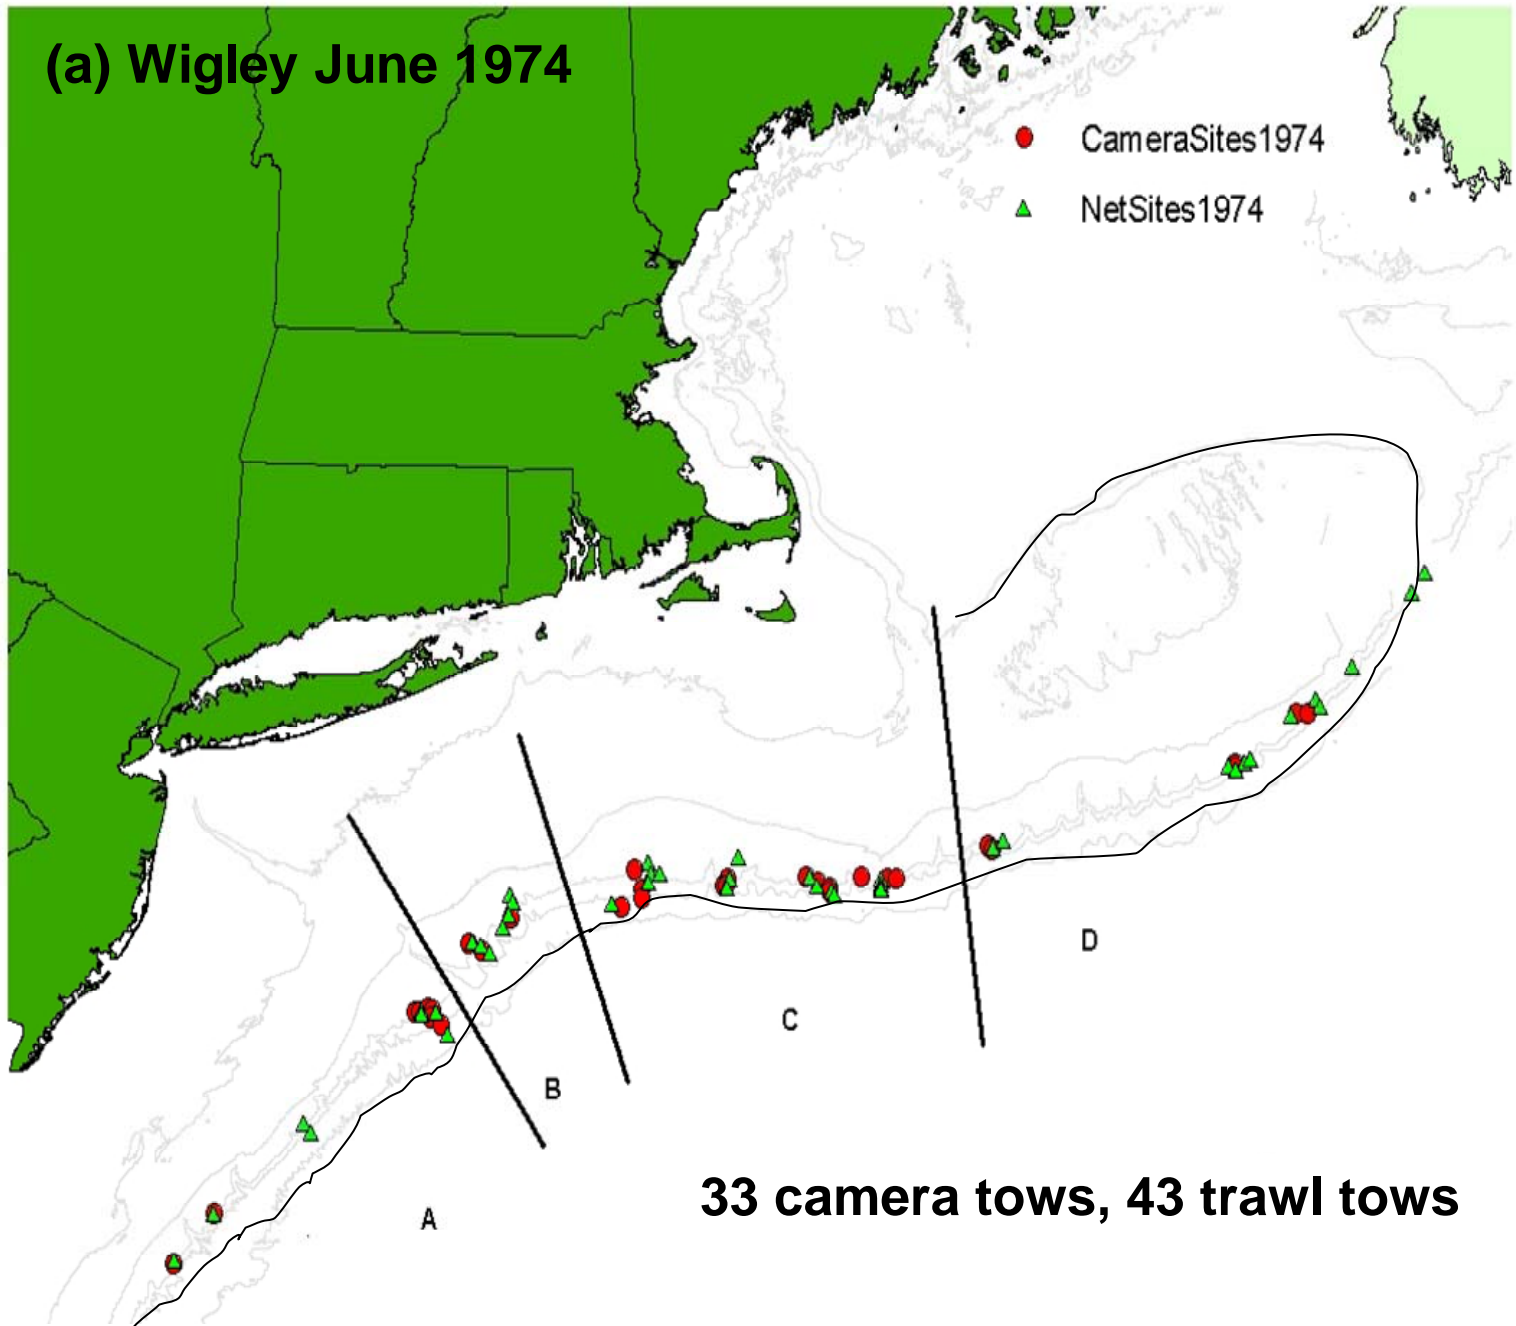 (a) Wigley June 1974
CameraSites1974
NetSites1974
D
C
B
A
33 camera tows, 43 trawl tows